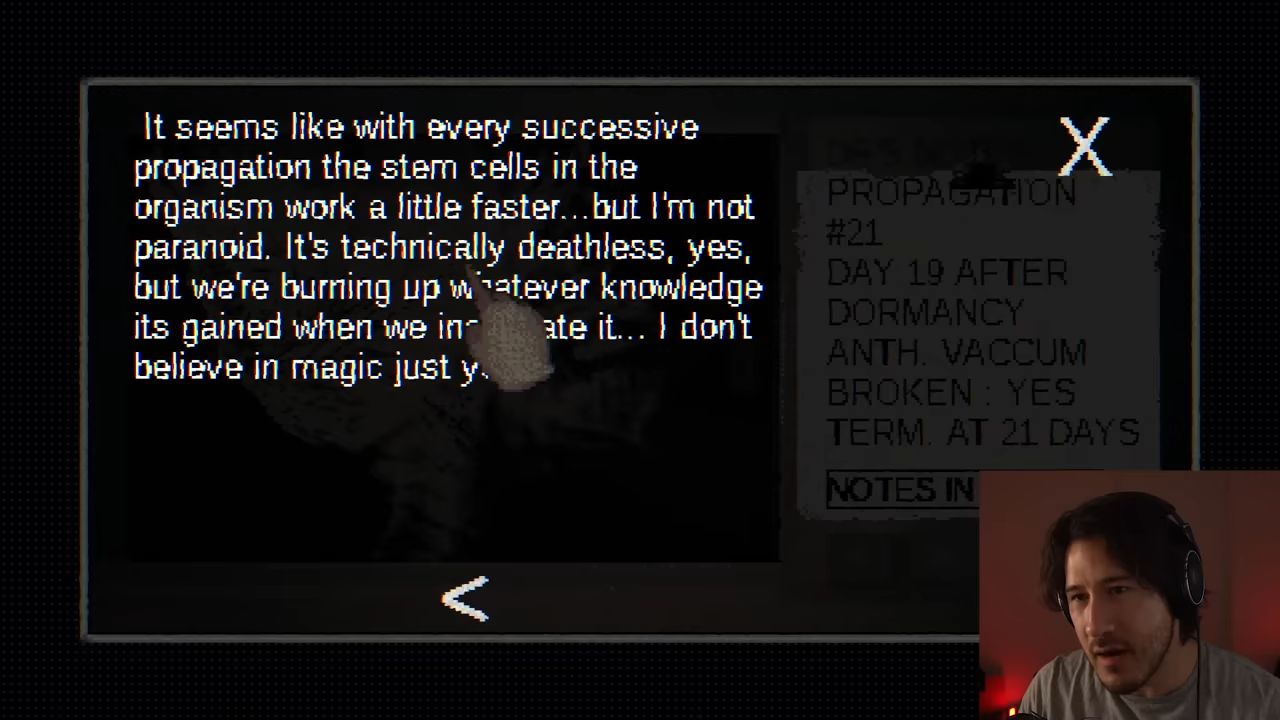 It seems like with every successive
propagation the stem cells in the
organism work a little faster...but I'm not
paranoid. It's technically deathless, yes,
but we're burning up whatever knowledge
its gained when we it... I don't
believe in magic just
X
PROPAGATION
#21
DAY 19 AFTER
DORMANCY
ANTH. VACCUM
BROKEN : YES
TERM. AT 21 DAYS
NOTES IN
<